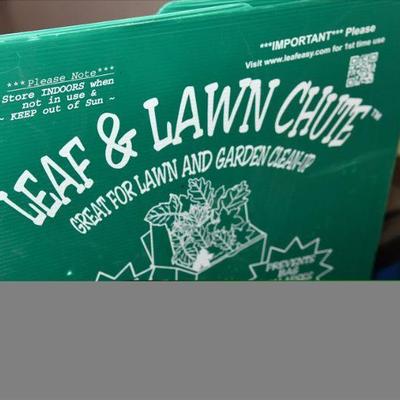 ***Please Note***
Store INDOORS when
not in use &
~ KEEP out of Sun ~
***IMPORTANT*** Please
Visit www.leafeasy.com for 1st time use
LEAF & LAWN CHUTE™
GREAT FOR LAWN AND GARDEN CLEAN-UP
PREVENTS
BAG